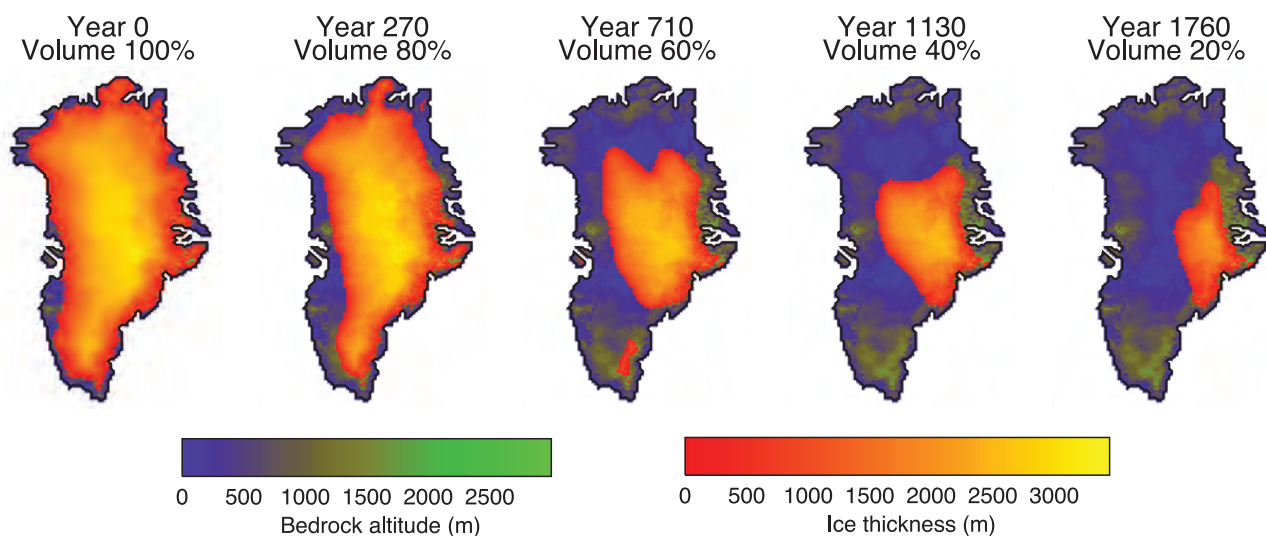 Year 0
Volume 100%
Year 270
Volume 80%
Year 710
Volume 60%
Year 1130
Volume 40%
Year 1760
Volume 20%
0 500 1000 1500 2000 2500
Bedrock altitude (m)
0 500 1000 1500 2000 2500 3000
Ice thickness (m)